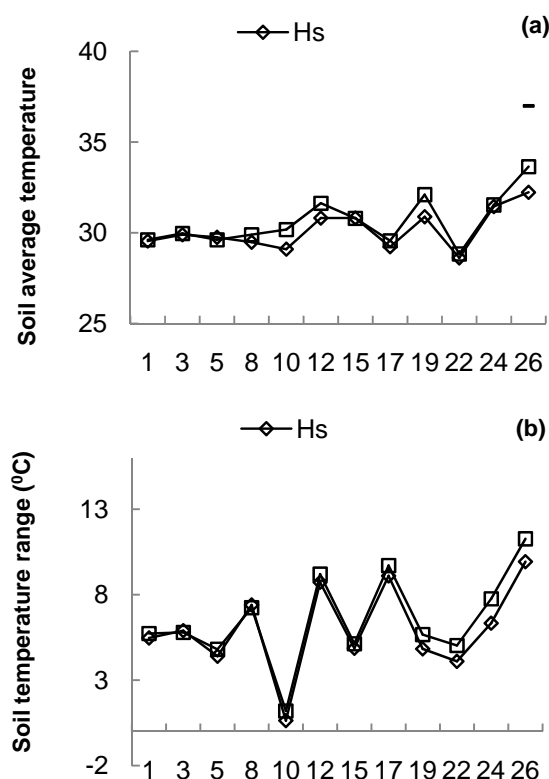 Hs
(a)
Soil average temperature
40
35
30
25
1 3 5 8 10 12 15 17 19 22 24 26
Hs
(b)
Soil temperature range (⁰C)
13
8
3
-2
1 3 5 8 10 12 15 17 19 22 24 26